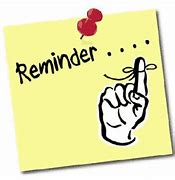 Reminder . . . .